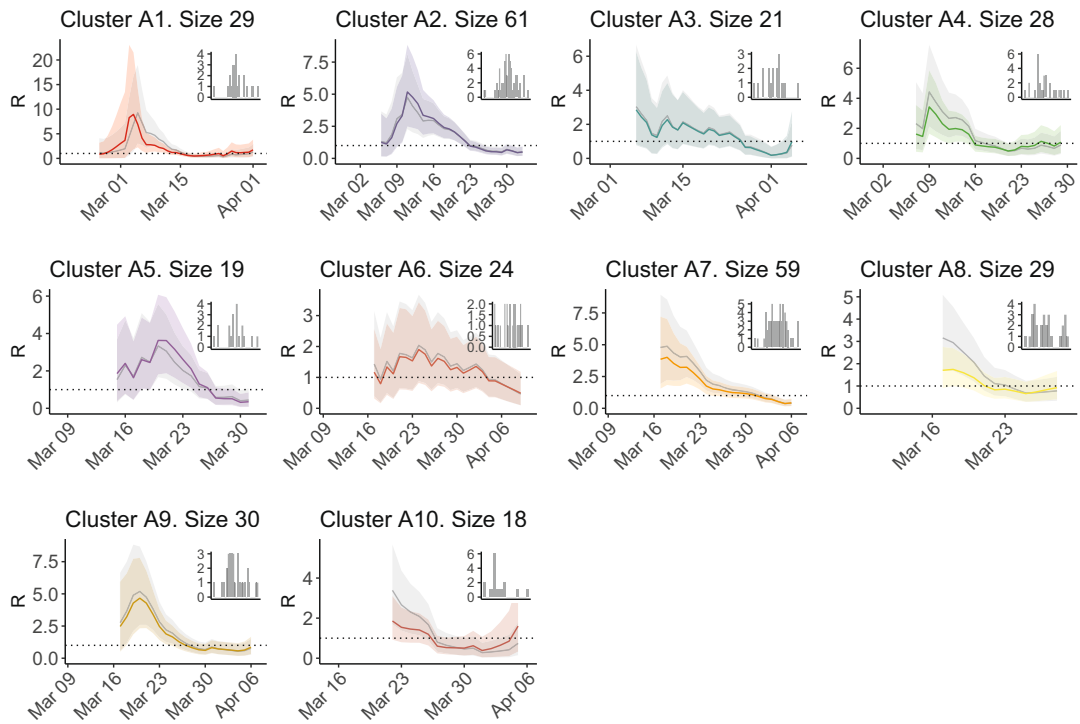 Cluster A1. Size 29
R
20
15
10
5
0
4
3
2
1
0
Mar 01
Mar 15
Apr 01
Cluster A2. Size 61
R
7.5
5.0
2.5
0.0
6
4
2
0
Mar 02
Mar 09
Mar 16
Mar 23
Mar 30
Cluster A3. Size 21
R
6
4
2
0
3
2
1
0
Mar 01
Mar 15
Apr 01
Cluster A4. Size 28
R
6
4
2
0
6
4
2
0
Mar 02
Mar 09
Mar 16
Mar 23
Mar 30
Cluster A5. Size 19
R
6
4
2
0
4
3
2
1
0
Mar 09
Mar 16
Mar 23
Mar 30
Cluster A6. Size 24
R
3
2
1
0
2.0
1.5
1.0
0.5
0.0
Mar 09
Mar 16
Mar 23
Mar 30
Apr 06
Cluster A7. Size 59
R
7.5
5.0
2.5
0.0
5
4
3
2
1
0
Mar 09
Mar 16
Mar 23
Mar 30
Apr 06
Cluster A8. Size 29
R
5
4
3
2
1
0
4
3
2
1
0
Mar 16
Mar 23
Cluster A9. Size 30
R
7.5
5.0
2.5
0.0
3
2
1
0
Mar 09
Mar 16
Mar 23
Mar 30
Apr 06
Cluster A10. Size 18
R
4
2
0
6
4
2
0
Mar 16
Mar 23
Mar 30
Apr 06